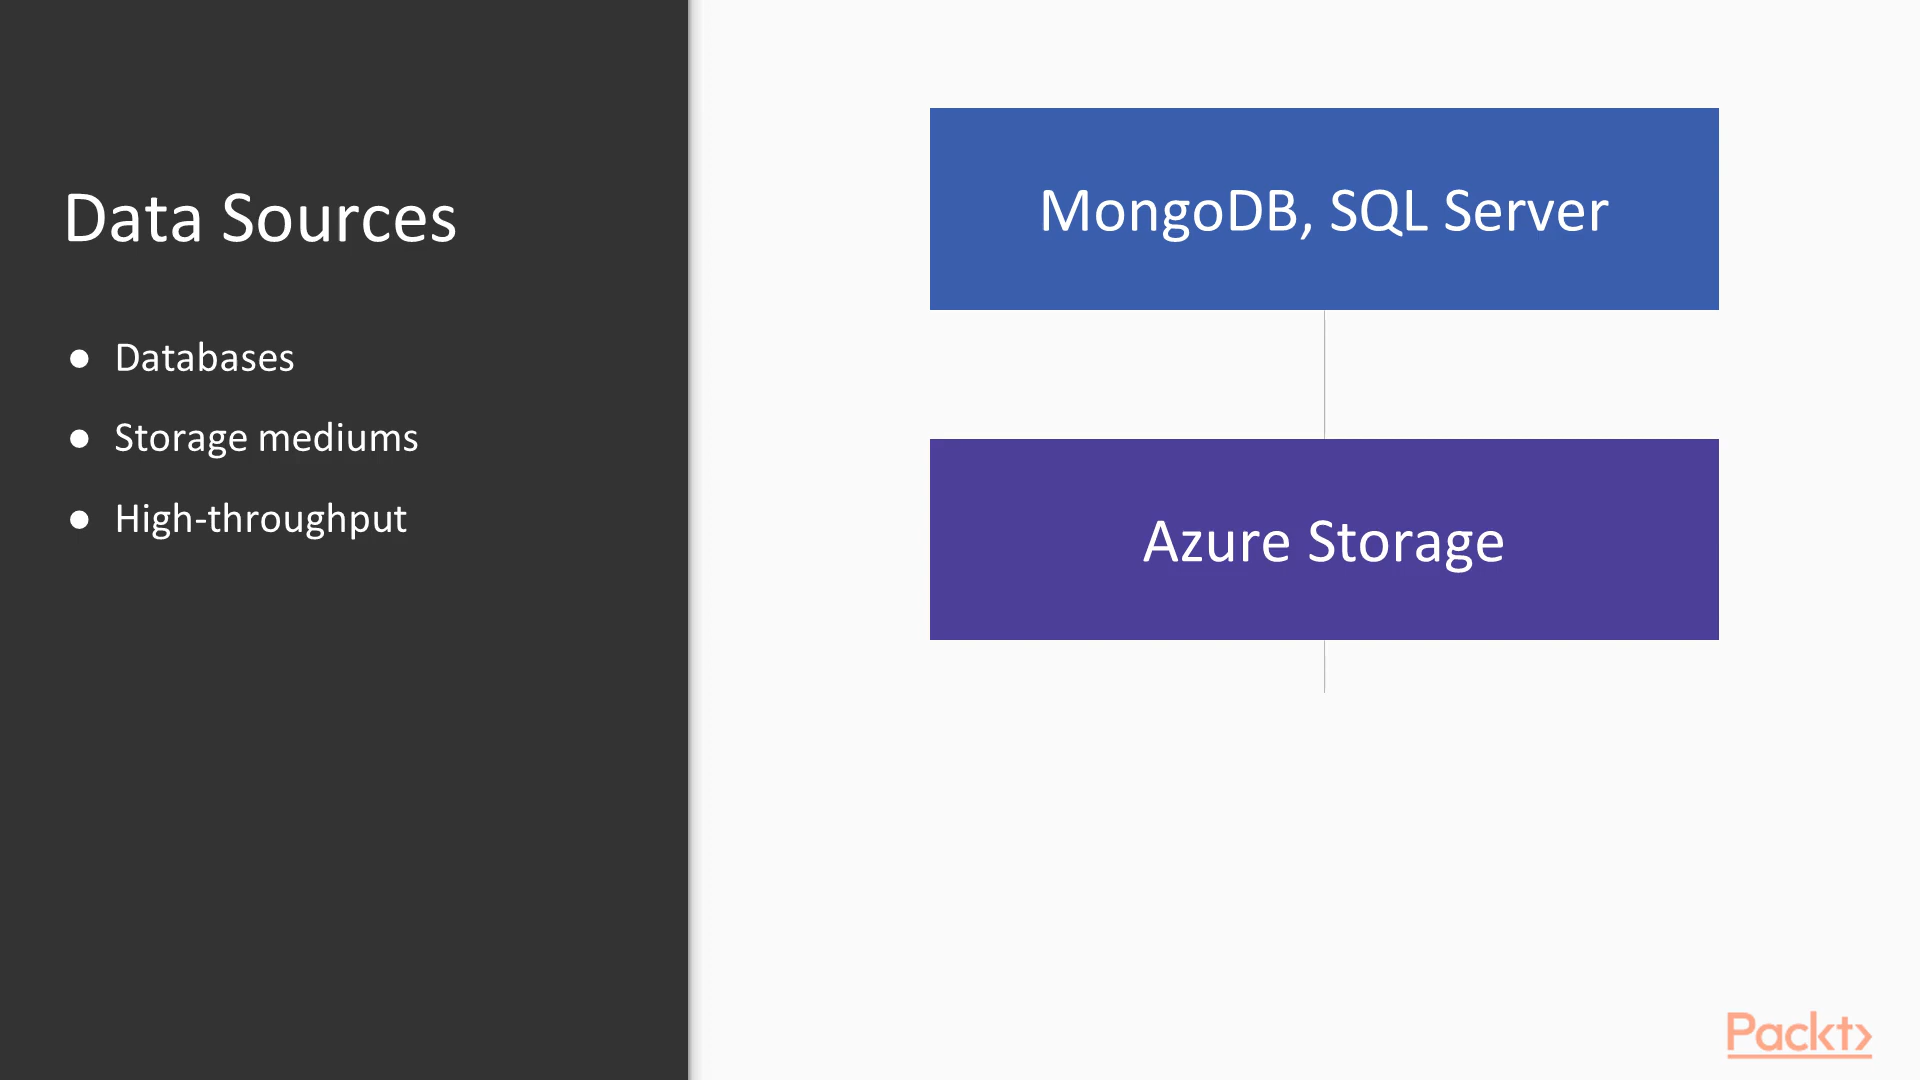 Data Sources
Databases
Storage mediums
High-throughput
MongoDB, SQL Server
Azure Storage
Packt